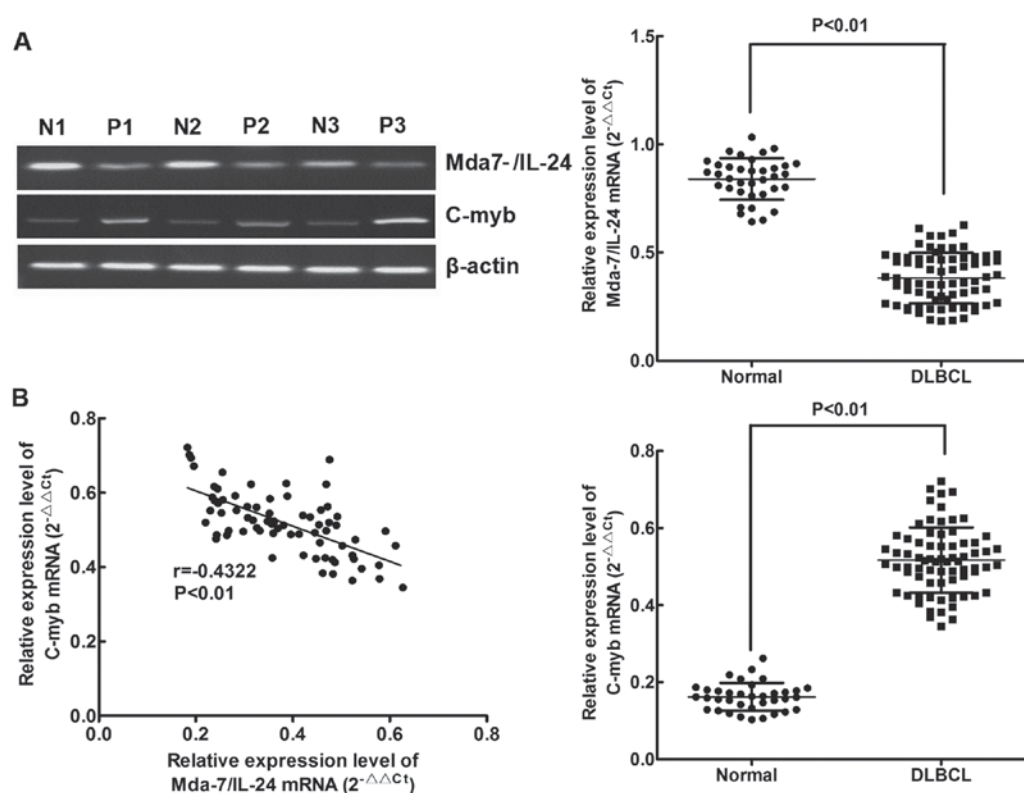 A
N1 P1 N2 P2 N3 P3
Mda7-/IL-24
C-myb
β-actin
P<0.01
Relative expression level of
Mda-7/IL-24 mRNA (2-△△Ct)
1.5
1.0
0.5
0.0
Normal DLBCL
B
Relative expression level of
C-myb mRNA (2-△△Ct)
0.8
0.6
0.4
0.2
0.0
r=-0.4322
P<0.01
0.0 0.2 0.4 0.6 0.8
Relative expression level of
Mda-7/IL-24 mRNA (2-△△Ct)
P<0.01
Relative expression level of
C-myb mRNA (2-△△Ct)
0.8
0.6
0.4
0.2
0.0
Normal DLBCL